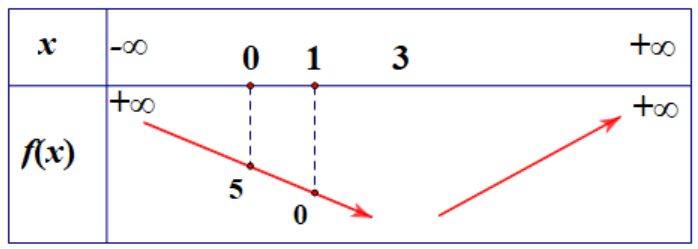 x -∞ 0 1 3 +∞
+∞ +∞
f(x)
5
0